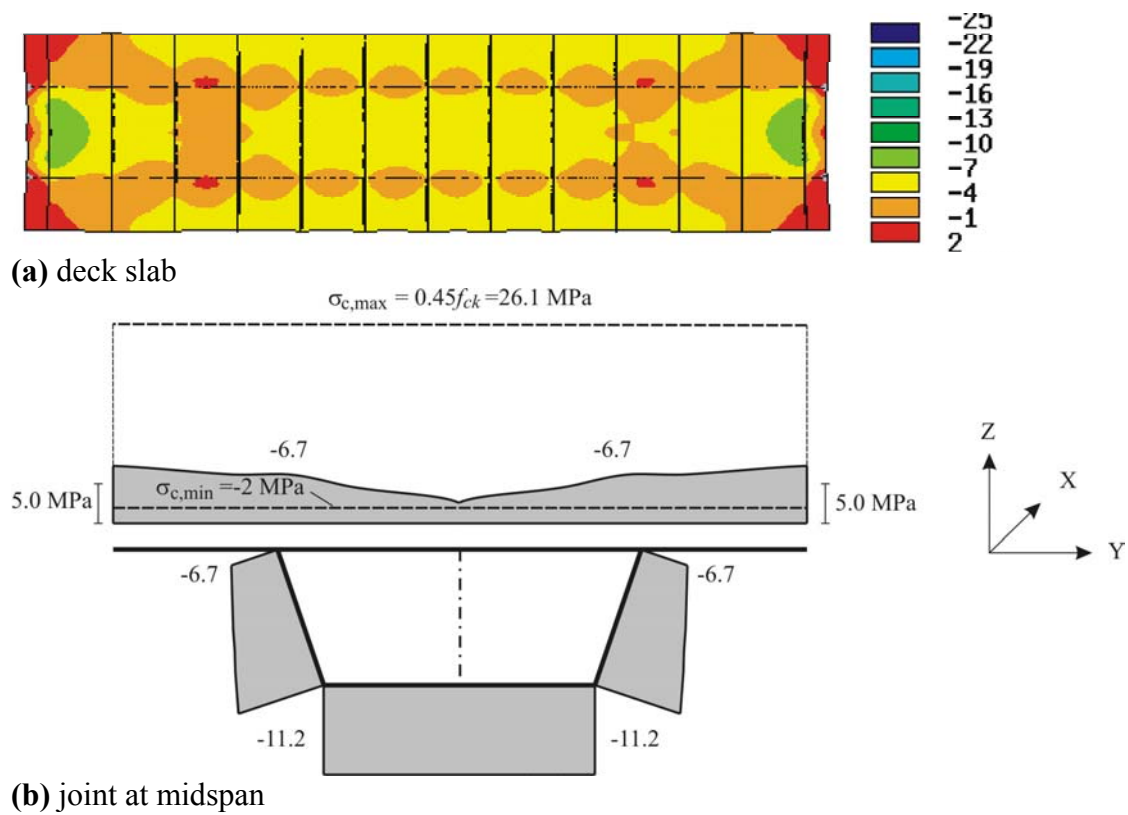 -25
-22
-19
-16
-13
-10
-7
-4
-1
2
(a) deck slab
σc,max = 0.45fck =26.1 MPa
-6.7 -6.7
5.0 MPa σc,min =-2 MPa 5.0 MPa
Z
X
Y
-6.7 -6.7
-11.2 -11.2
(b) joint at midspan